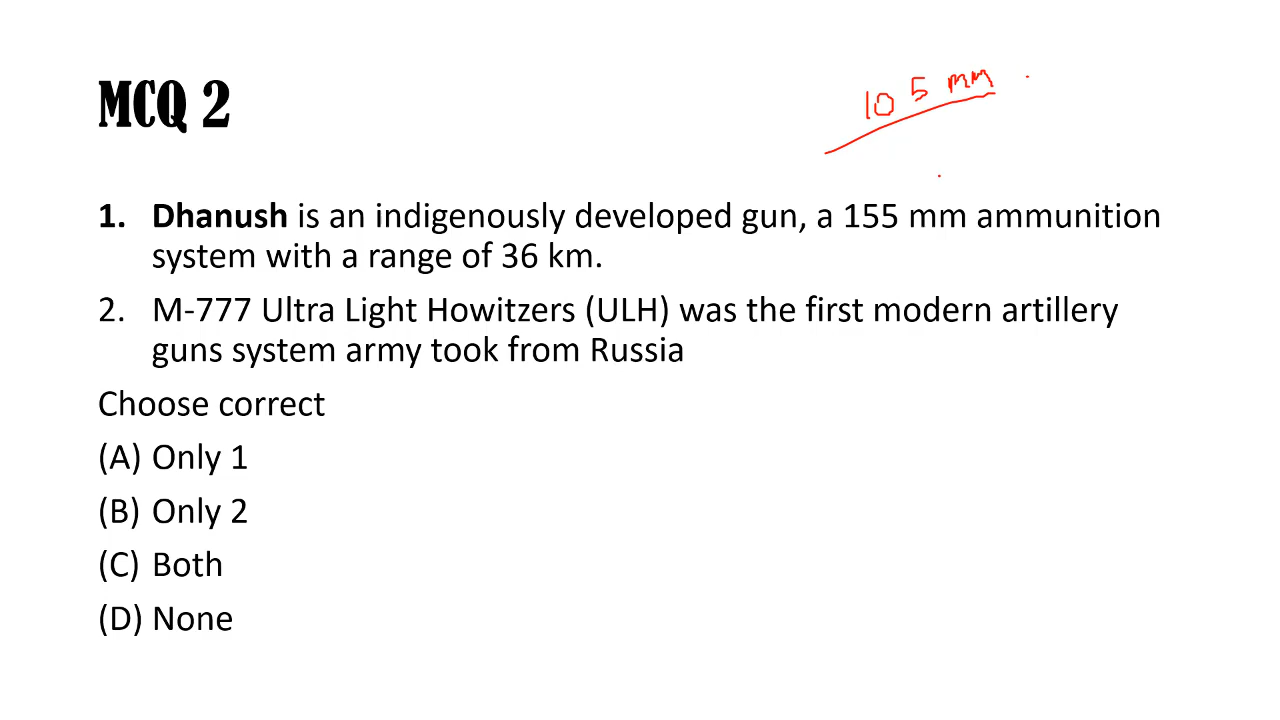 MCQ 2
105 mm
1. Dhanush is an indigenously developed gun, a 155 mm ammunition
system with a range of 36 km.
2. M-777 Ultra Light Howitzers (ULH) was the first modern artillery
guns system army took from Russia
Choose correct
(A) Only 1
(B) Only 2
(C) Both
(D) None